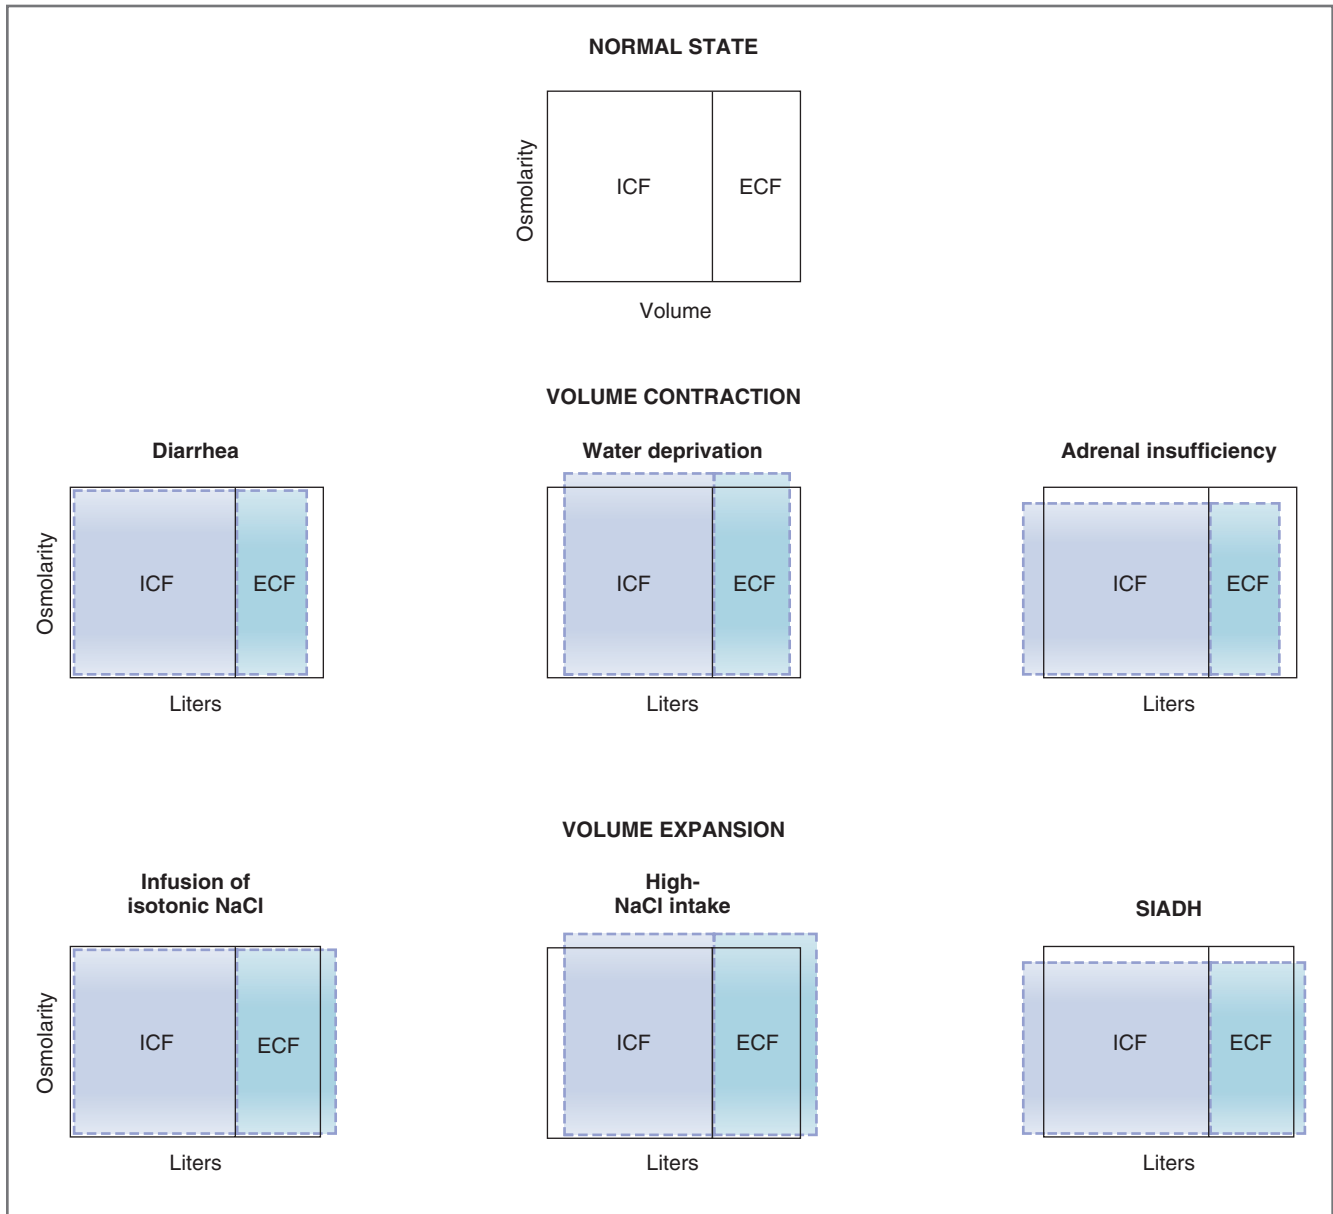 NORMAL STATE
Osmolarity
ICF
ECF
Volume
VOLUME CONTRACTION
Diarrhea
Water deprivation
Adrenal insufficiency
Osmolarity
ICF
ECF
ICF
ECF
ICF
ECF
Liters
Liters
Liters
VOLUME EXPANSION
Infusion of
isotonic NaCl
High-
NaCl intake
SIADH
Osmolarity
ICF
ECF
ICF
ECF
ICF
ECF
Liters
Liters
Liters